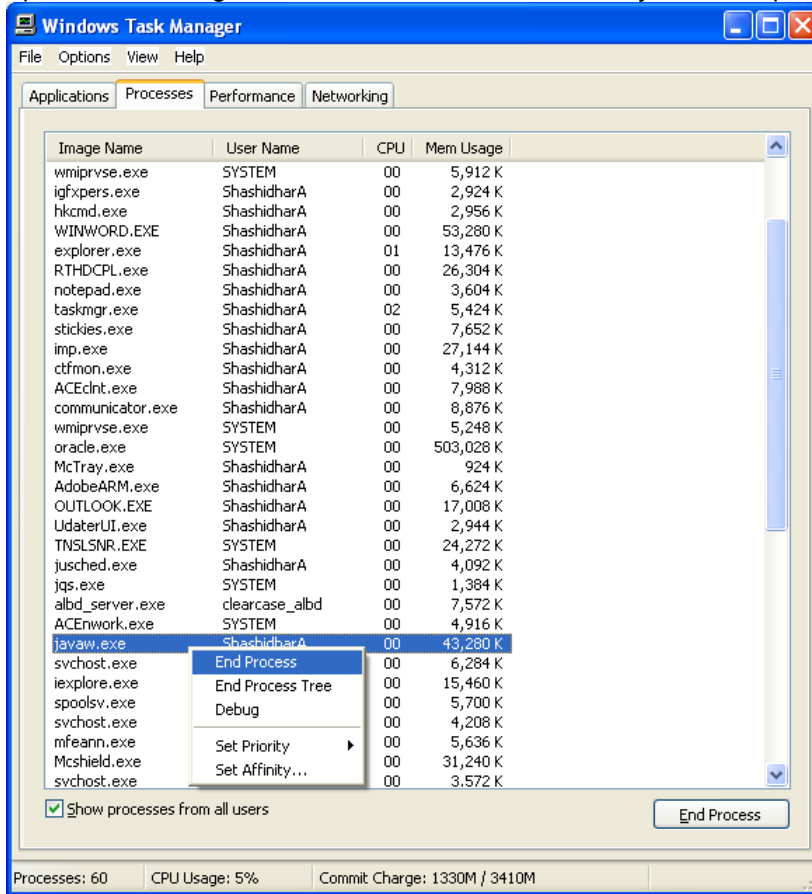 Windows Task Manager
File Options View Help
Applications Processes Performance Networking
Image Name User Name CPU Mem Usage
wmiprvse.exe SYSTEM 00 5,912 K
igfxpers.exe ShashidharA 00 2,924 K
hkcmd.exe ShashidharA 00 2,956 K
WINWORD.EXE ShashidharA 00 53,280 K
explorer.exe ShashidharA 01 13,476 K
RTHDCPL.exe ShashidharA 00 26,304 K
notepad.exe ShashidharA 00 3,604 K
taskmgr.exe ShashidharA 02 5,424 K
stickies.exe ShashidharA 00 7,652 K
imp.exe ShashidharA 00 27,144 K
ctfmon.exe ShashidharA 00 4,312 K
ACEclnt.exe ShashidharA 00 7,988 K
communicator.exe ShashidharA 00 8,876 K
wmiprvse.exe SYSTEM 00 5,248 K
oracle.exe SYSTEM 00 503,028 K
McTray.exe ShashidharA 00 924 K
AdobeARM.exe ShashidharA 00 6,624 K
OUTLOOK.EXE ShashidharA 00 17,008 K
UdaterUI.exe ShashidharA 00 2,944 K
TNSLSNR.EXE SYSTEM 00 24,272 K
jusched.exe ShashidharA 00 4,092 K
jqs.exe SYSTEM 00 1,384 K
albd_server.exe clearcase_albd 00 7,572 K
ACEnwork.exe SYSTEM 00 4,916 K
javaw.exe ShashidharA 00 43,280 K
svchost.exe 00 6,284 K
iexplore.exe 00 15,460 K
spoolsv.exe 00 5,700 K
svchost.exe 00 4,208 K
mfeann.exe 00 5,636 K
Mcshield.exe 00 31,240 K
svchost.exe 00 3,572 K
End Process
End Process Tree
Debug
Set Priority
Set Affinity...
Show processes from all users
End Process
Processes: 60 CPU Usage: 5% Commit Charge: 1330M / 3410M